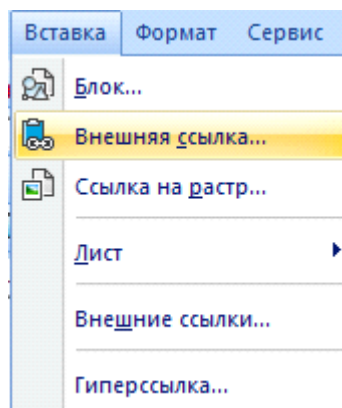 Вставка Формат Сервис
Блок...
Внешняя ссылка...
Ссылка на растр...
Лист
Внешние ссылки...
Гиперссылка...